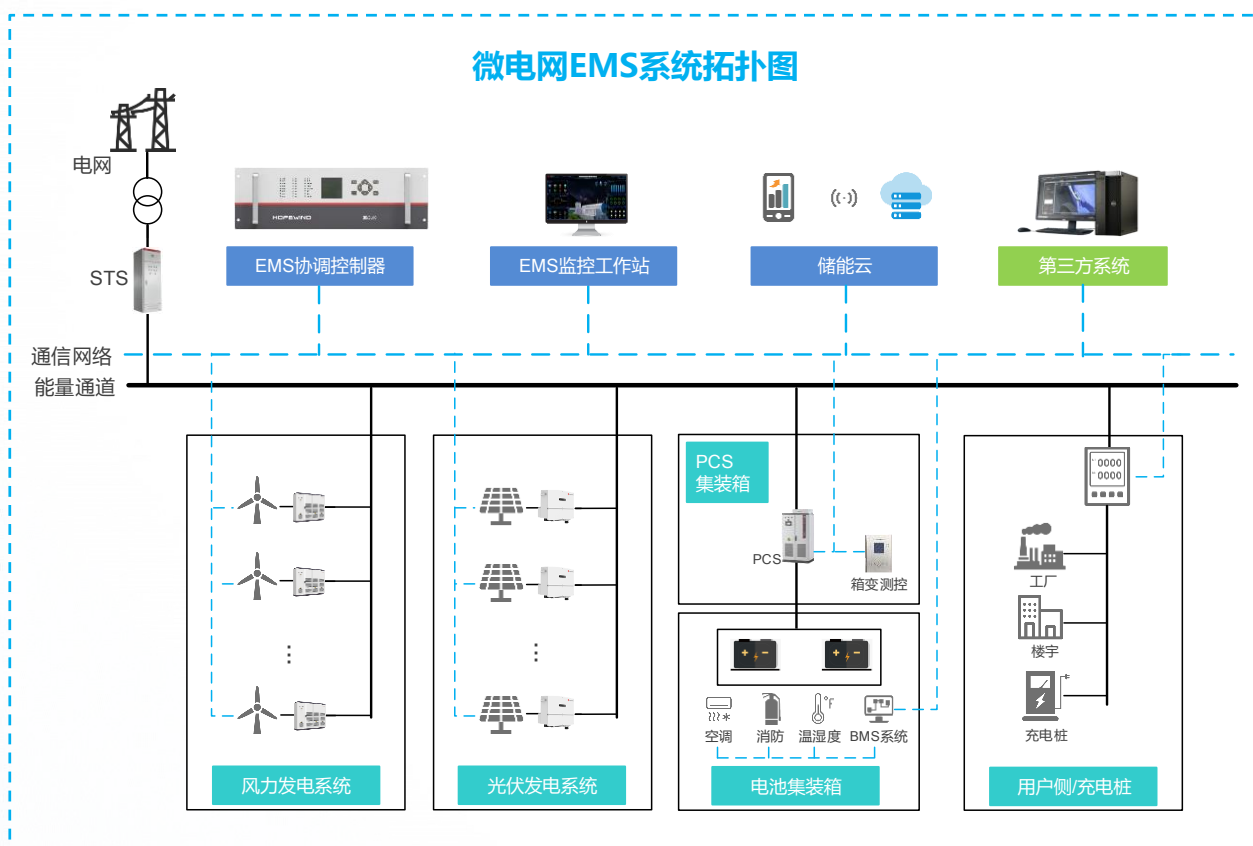 微电网EMS系统拓扑图
电网
STS
HOPEWIND
EMS协调控制器
EMS监控工作站
储能云
第三方系统
通信网络
能量通道
PCS
集装箱
PCS
箱变测控
0000
0000
工厂
楼宇
充电桩
°F
空调
消防
温湿度
BMS系统
风力发电系统
光伏发电系统
电池集装箱
用户侧/充电桩